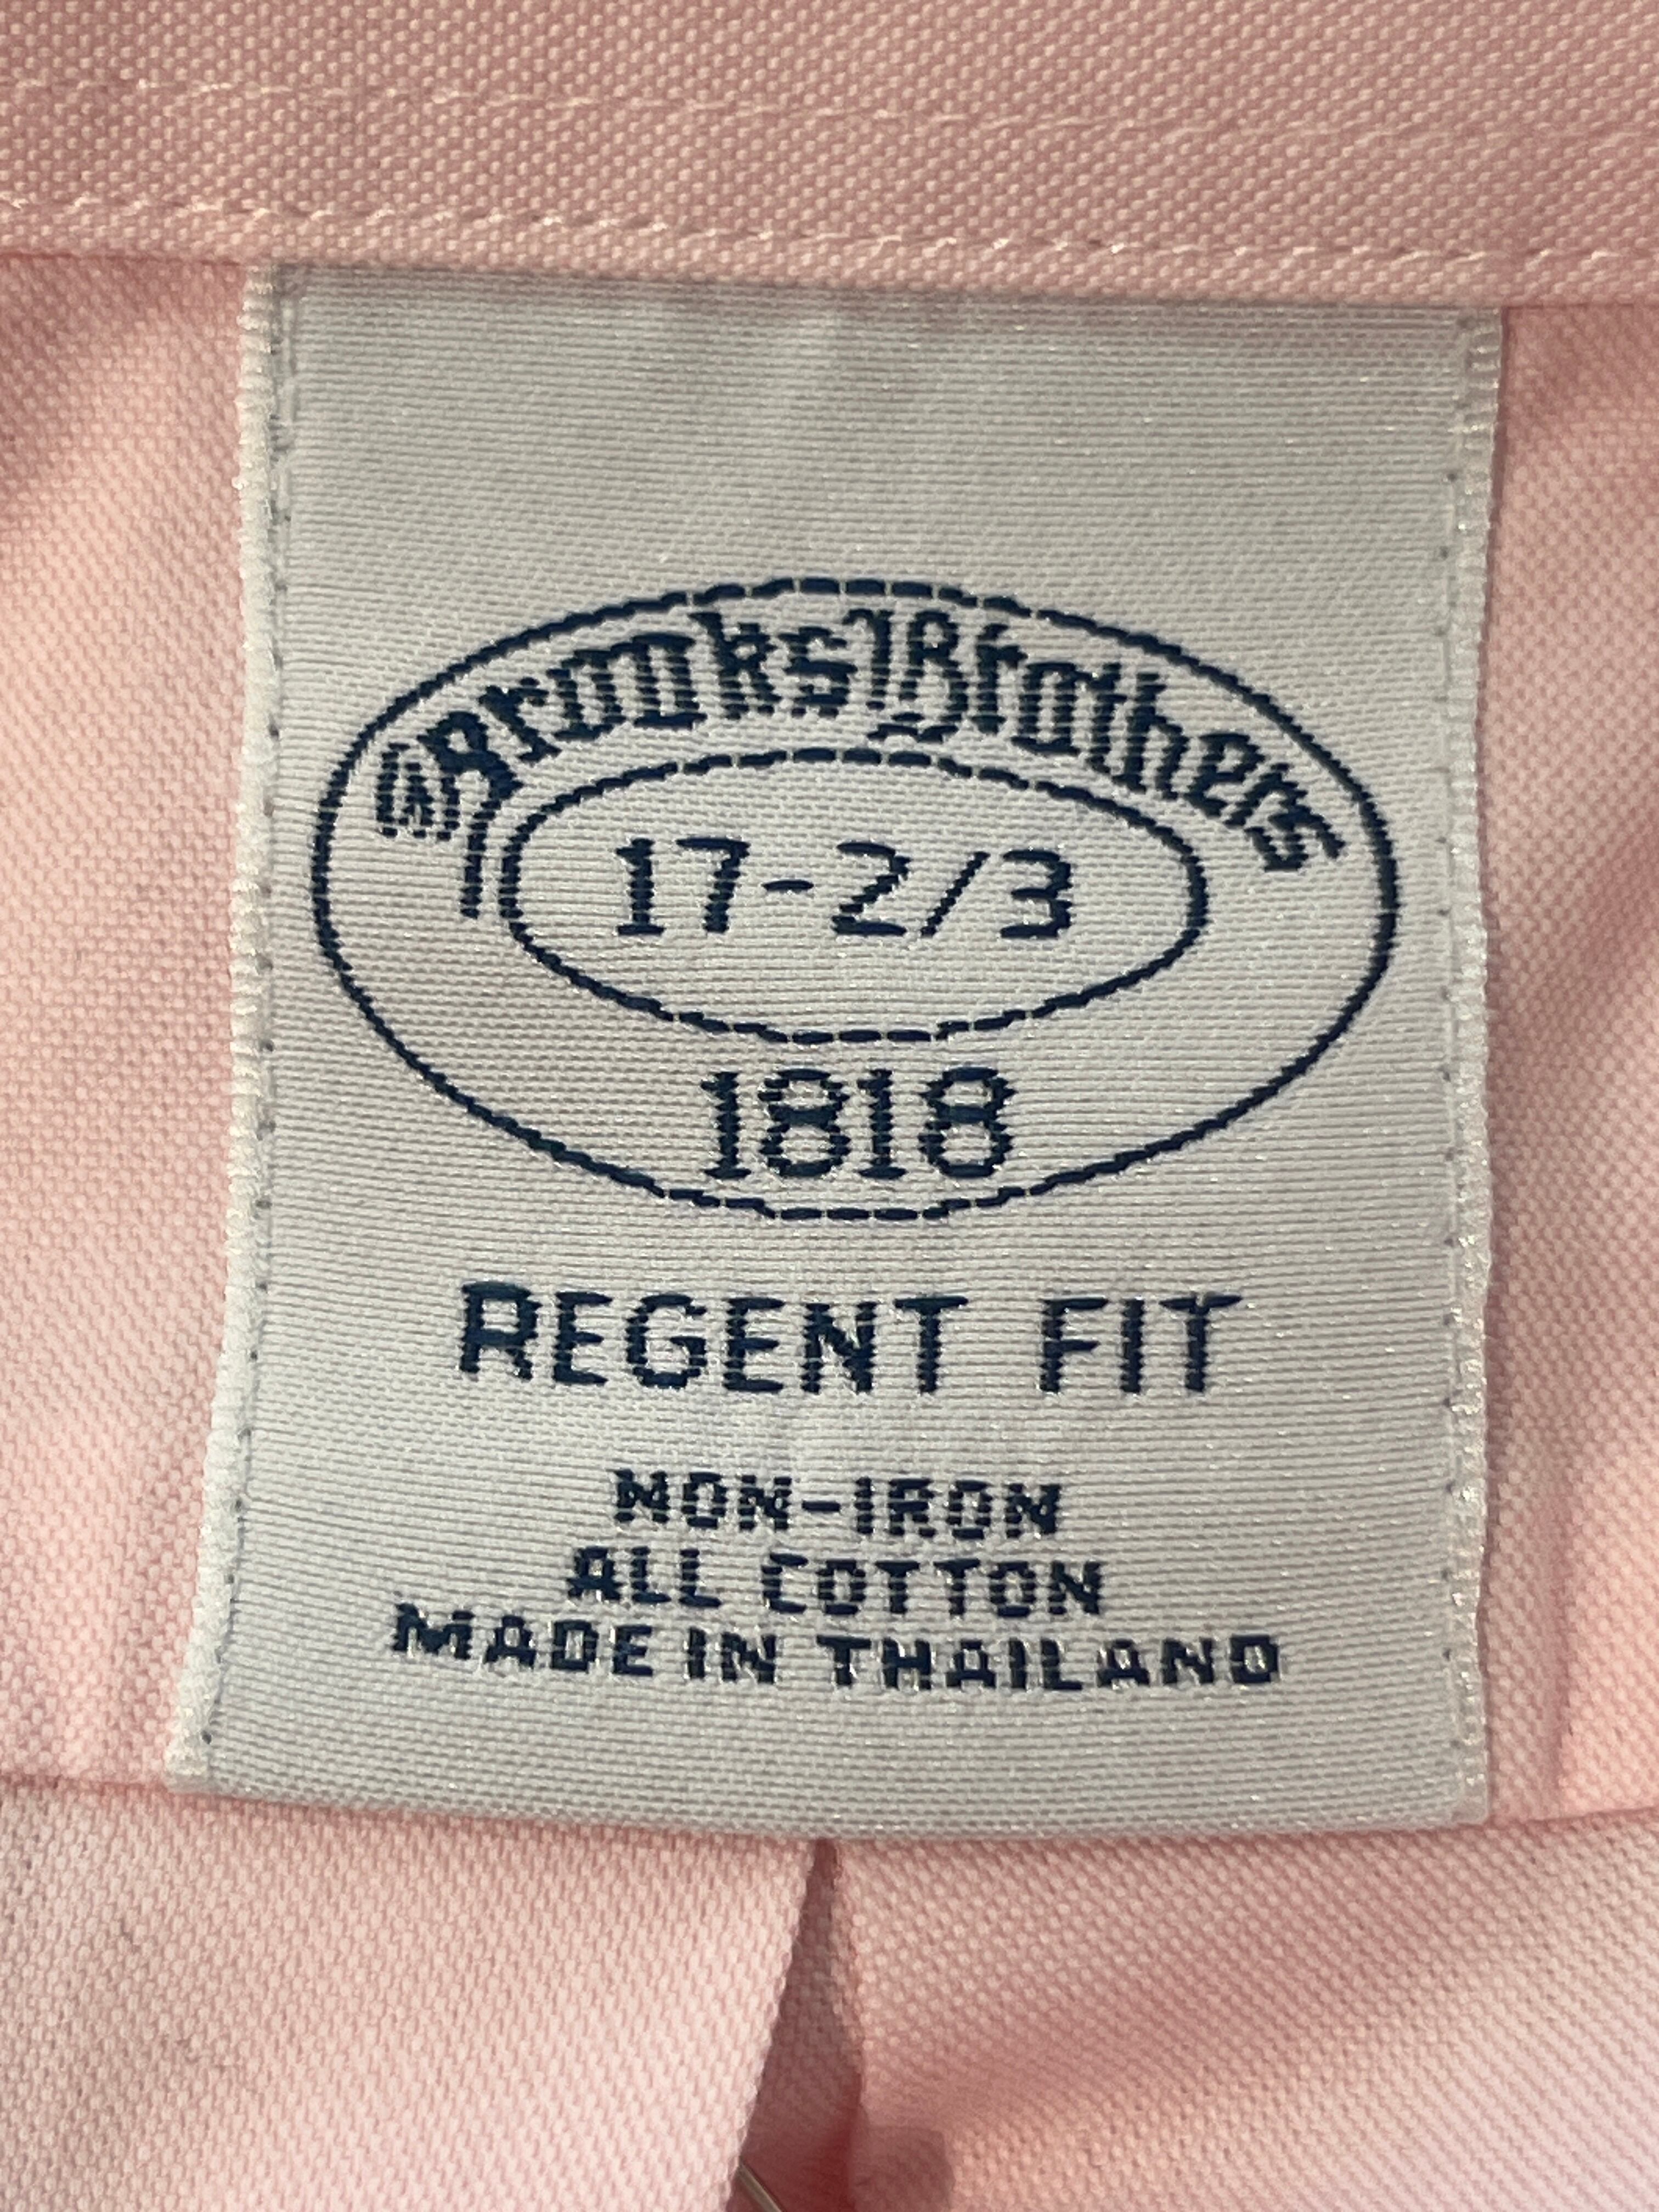 Brooks Brothers
17-2/3
1818
REGENT FIT
NON-IRON
ALL COTTON
MADE IN THAILAND